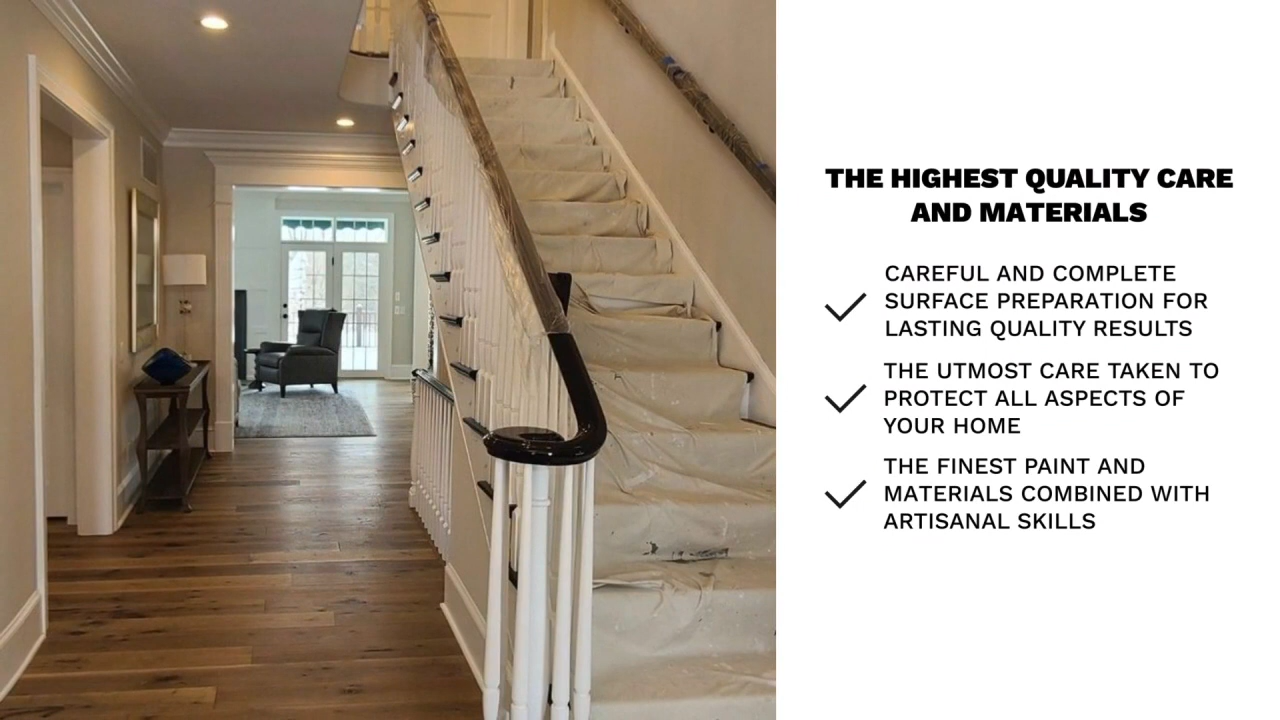 THE HIGHEST QUALITY CARE
AND MATERIALS
CAREFUL AND COMPLETE
SURFACE PREPARATION FOR
LASTING QUALITY RESULTS
THE UTMOST CARE TAKEN TO
PROTECT ALL ASPECTS OF
YOUR HOME
THE FINEST PAINT AND
MATERIALS COMBINED WITH
ARTISANAL SKILLS